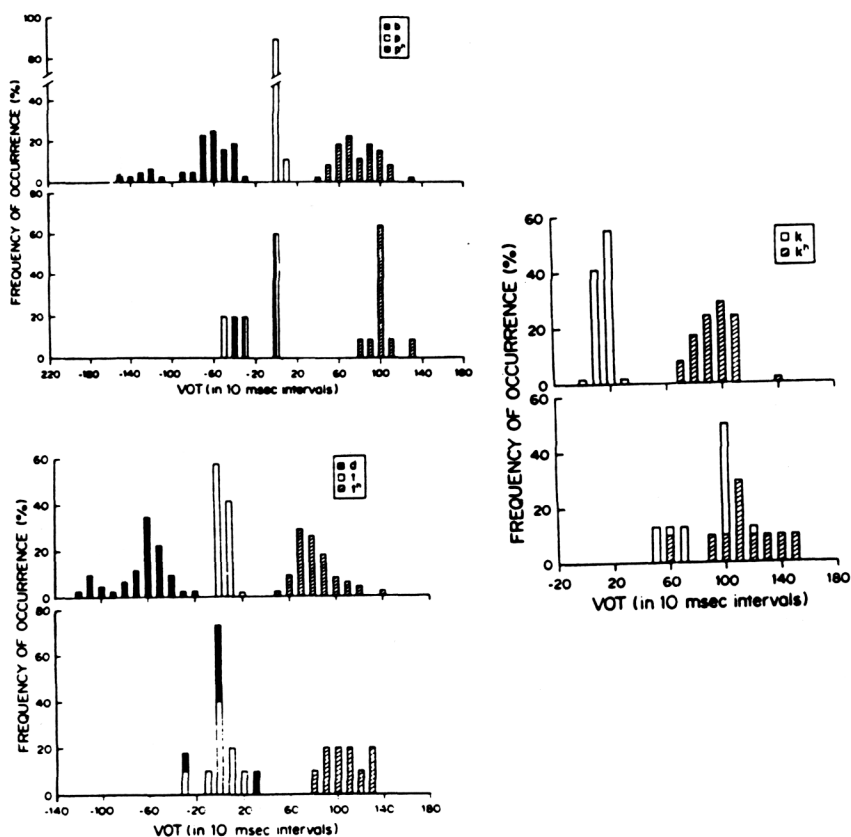 100
80
40
20
0
b
p
pʰ
FREQUENCY OF OCCURRENCE (%)
80
60
40
20
0
220 -180 -140 -100 -60 -20 20 60 100 140 180
VOT (in 10 msec intervals)
60
40
20
0
d
t
tʰ
FREQUENCY OF OCCURRENCE (%)
80
60
40
20
0
-140 -100 -60 -20 20 60 100 140 180
VOT (in 10 msec intervals)
60
40
20
0
k
kʰ
FREQUENCY OF OCCURRENCE (%)
60
40
20
0
-20 20 60 100 140 180
VOT (in 10 msec intervals)